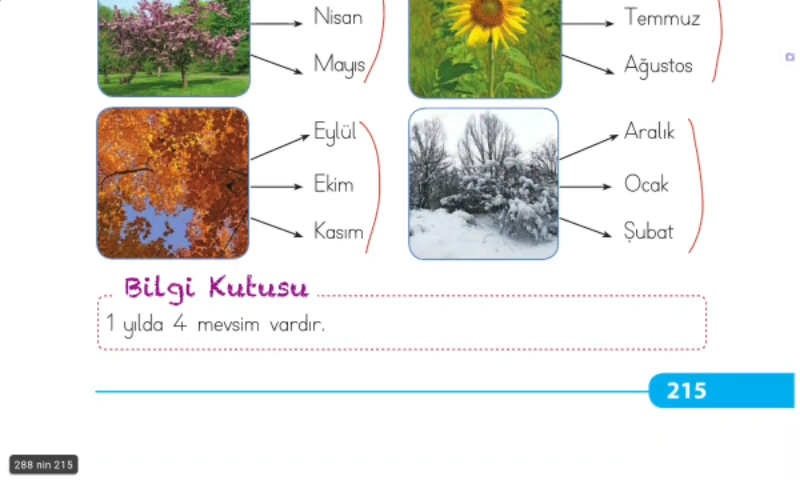 Nisan
Mayıs
Temmuz
Ağustos
Eylül
Ekim
Kasım
Aralık
Ocak
Şubat
Bilgi Kutusu
1 yılda 4 mevsim vardır.
215
288 nin 215